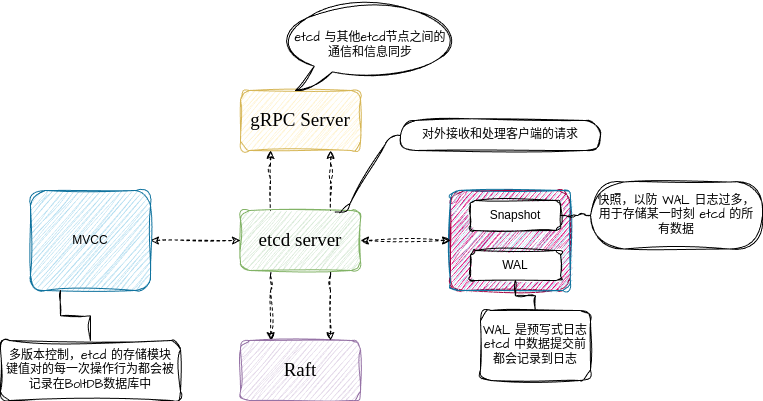 etcd 与其他etcd节点之间的
通信和信息同步
gRPC Server
对外接收和处理客户端的请求
快照，以防 WAL 日志过多，
用于存储某一时刻 etcd 的所
有数据
Snapshot
MVCC
etcd server
WAL
WAL 是预写式日志
etcd 中数据提交前
都会记录到日志
多版本控制，etcd 的存储模块
键值对的每一次操作行为都会被
记录在BoltDB数据库中
Raft